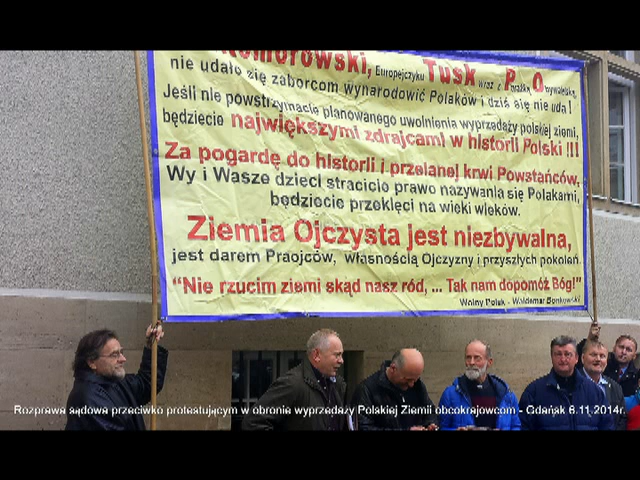 Komorowski, Europejczyku Tusk wraz z
nie udało się zaborcom wynarodowić Polaków i dziś się nie uda!
Jeśli nie powstrzymacie planowanego uwolnienia wyprzedaży polskiej ziemi,
będziecie największymi zdrajcami w historii Polski !!!
Za pogardę do historii i przelanej krwi Powstańców,
Wy i Wasze dzieci stracicie prawo nazywania się Polakami,
będziecie przeklęci na wieki wieków.
Ziemia Ojczysta jest niezbywalna,
jest darem Praojców, własnością Ojczyzny i przyszłych pokoleń.
“Nie rzucim ziemi skąd nasz ród, ... Tak nam dopomóż Bóg!”
Wolny Polak - Waldemar Bonkowski
Rozprawa sądowa przeciwko protestującym w obronie wyprzedaży Polskiej Ziemii obcokrajowcom - Gdańsk 6.11.2014r.